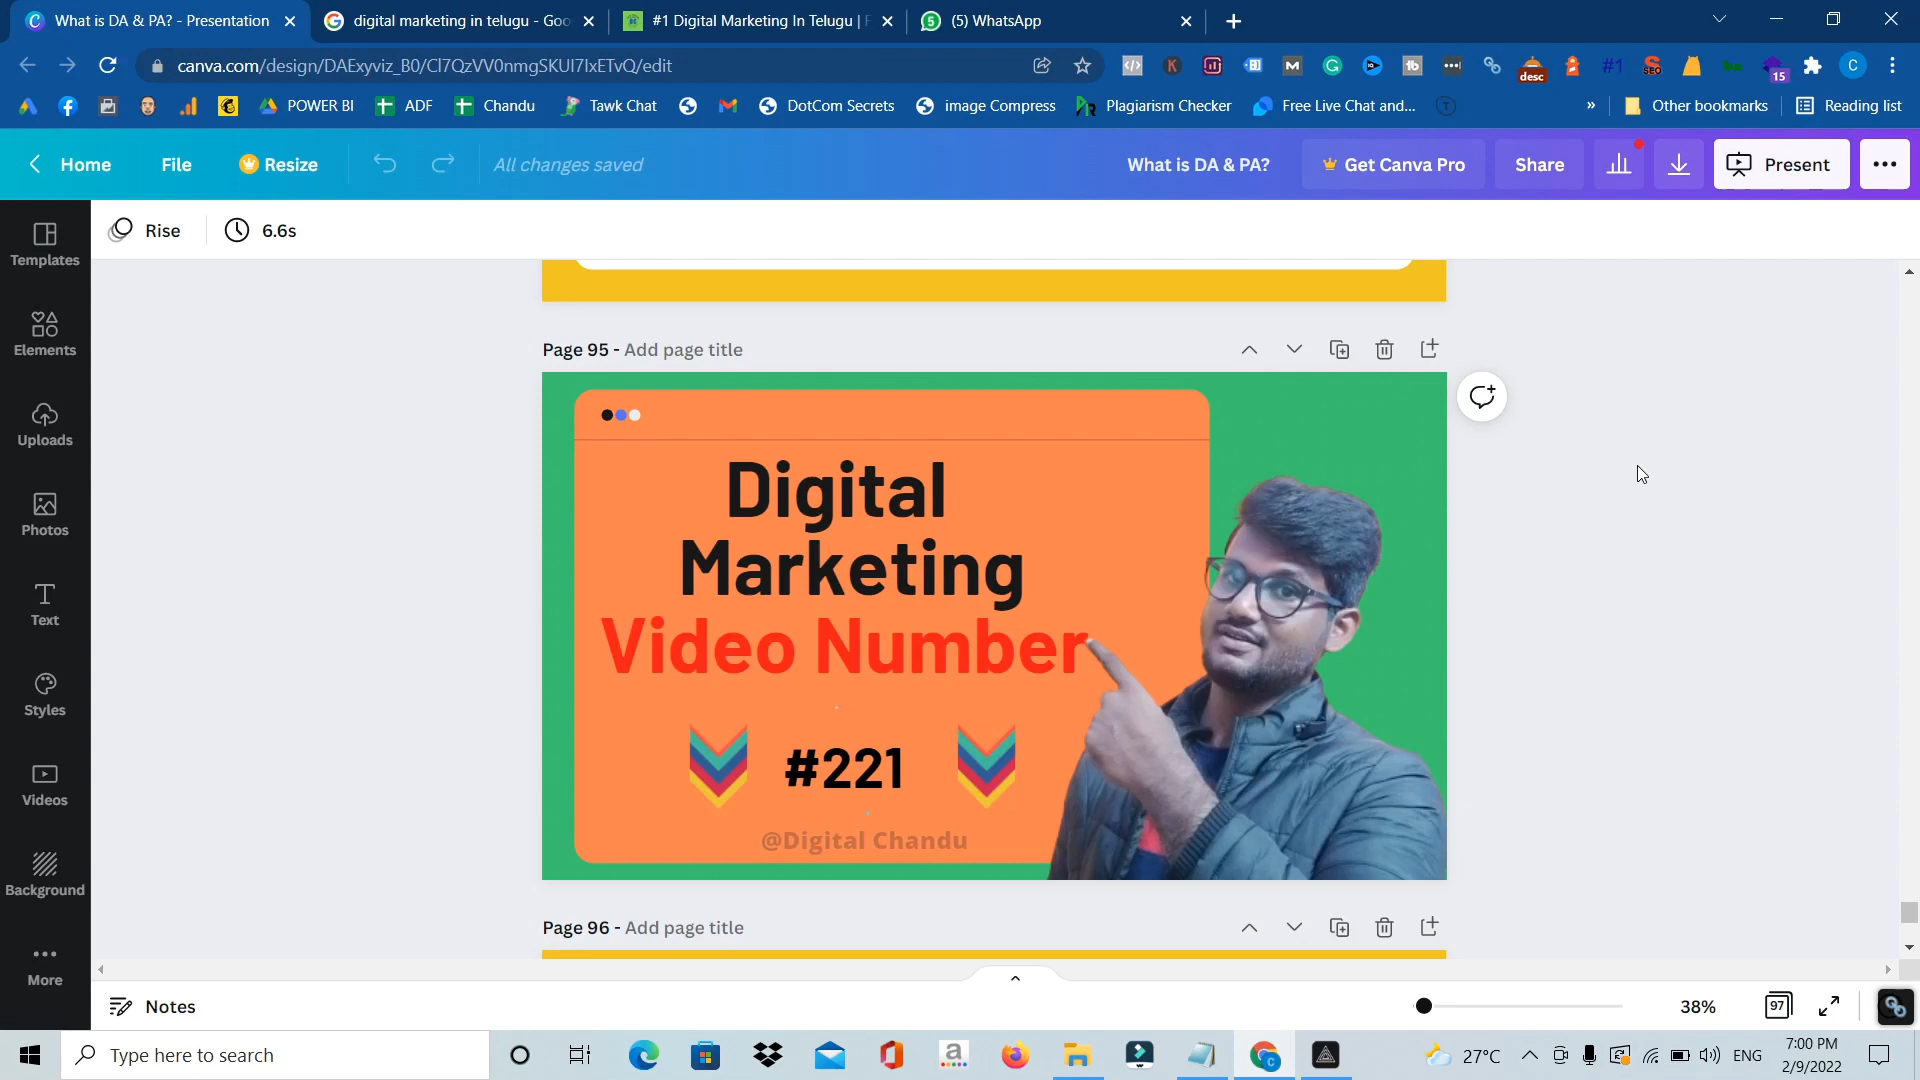 What is DA & PA? - Presentation
digital marketing in telugu - Goo
#1 Digital Marketing In Telugu | F
(5) WhatsApp
canva.com/design/DAExyviz_B0/Cl7QzVV0nmgSKUI7IxETvQ/edit
desc
#1
SEO
15
C
POWER BI
ADF
Chandu
Tawk Chat
DotCom Secrets
image Compress
Plagiarism Checker
Free Live Chat and...
»
Other bookmarks
Reading list
Home
File
Resize
All changes saved
What is DA & PA?
Get Canva Pro
Share
Present
Templates
Elements
Uploads
Photos
Text
Styles
Videos
Background
More
Rise
6.6s
Page 95 - Add page title
Digital
Marketing
Video Number
#221
@Digital Chandu
Page 96 - Add page title
Notes
38%
97
Type here to search
27°C
ENG
7:00 PM
2/9/2022